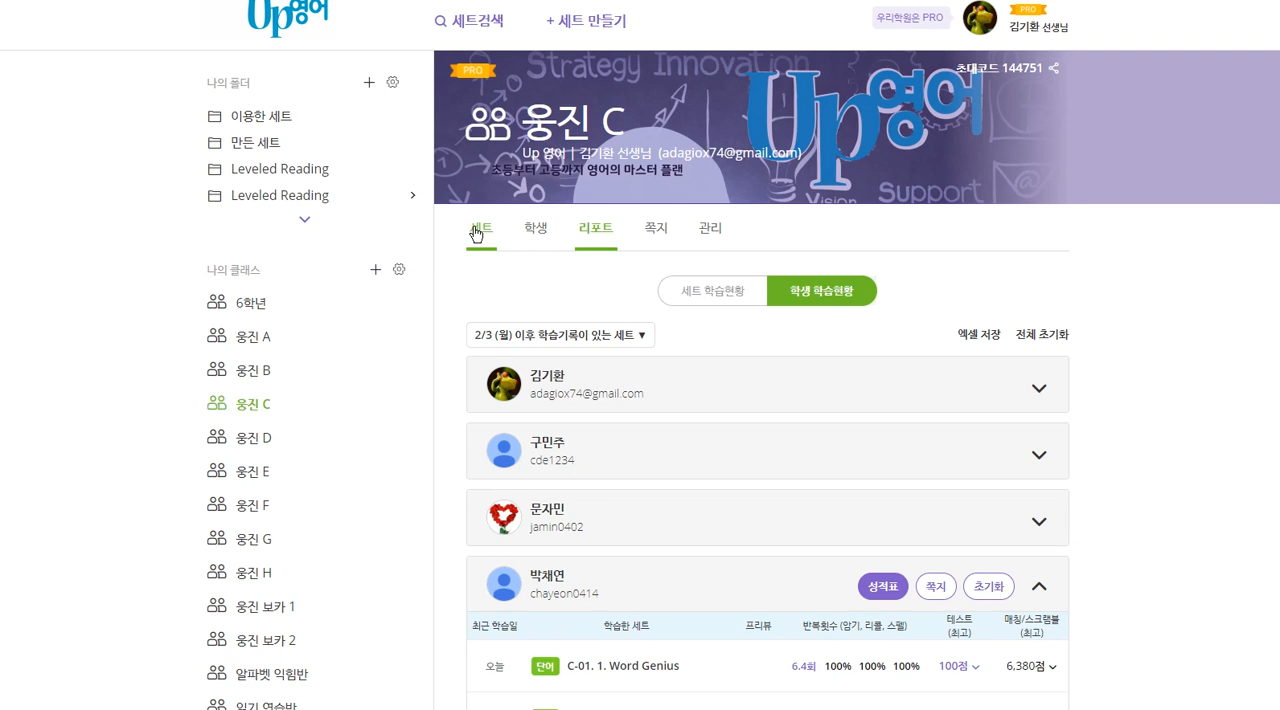 Up영어
세트검색
+ 세트 만들기
우리학원은 PRO
PRO
김기환 선생님
나의 폴더
이용한 세트
만든 세트
Leveled Reading
Leveled Reading
나의 클래스
6학년
웅진 A
웅진 B
웅진 C
웅진 D
웅진 E
웅진 F
웅진 G
웅진 H
웅진 보카 1
웅진 보카 2
알파벳 익힘반
읽기 연습반
PRO
Strategy Innovation
초대코드 144751
웅진 C
Up영어
Up 영어 | 김기환 선생님 (adagiox74@gmail.com)
초등부터 고등까지 영어의 마스터 플랜
Vision
Support
세트
학생
리포트
쪽지
관리
세트 학습현황
학생 학습현황
2/3 (월) 이후 학습기록이 있는 세트 ▼
엑셀 저장
전체 초기화
김기환
adagiox74@gmail.com
구민주
cde1234
문자민
jamin0402
박채연
chayeon0414
성적표
쪽지
초기화
최근 학습일
학습한 세트
프리뷰
반복횟수 (암기, 리콜, 스펠)
테스트
(최고)
매칭/스크램블
(최고)
오늘
단어
C-01. 1. Word Genius
6.4회 100% 100% 100%
100점
6,380점